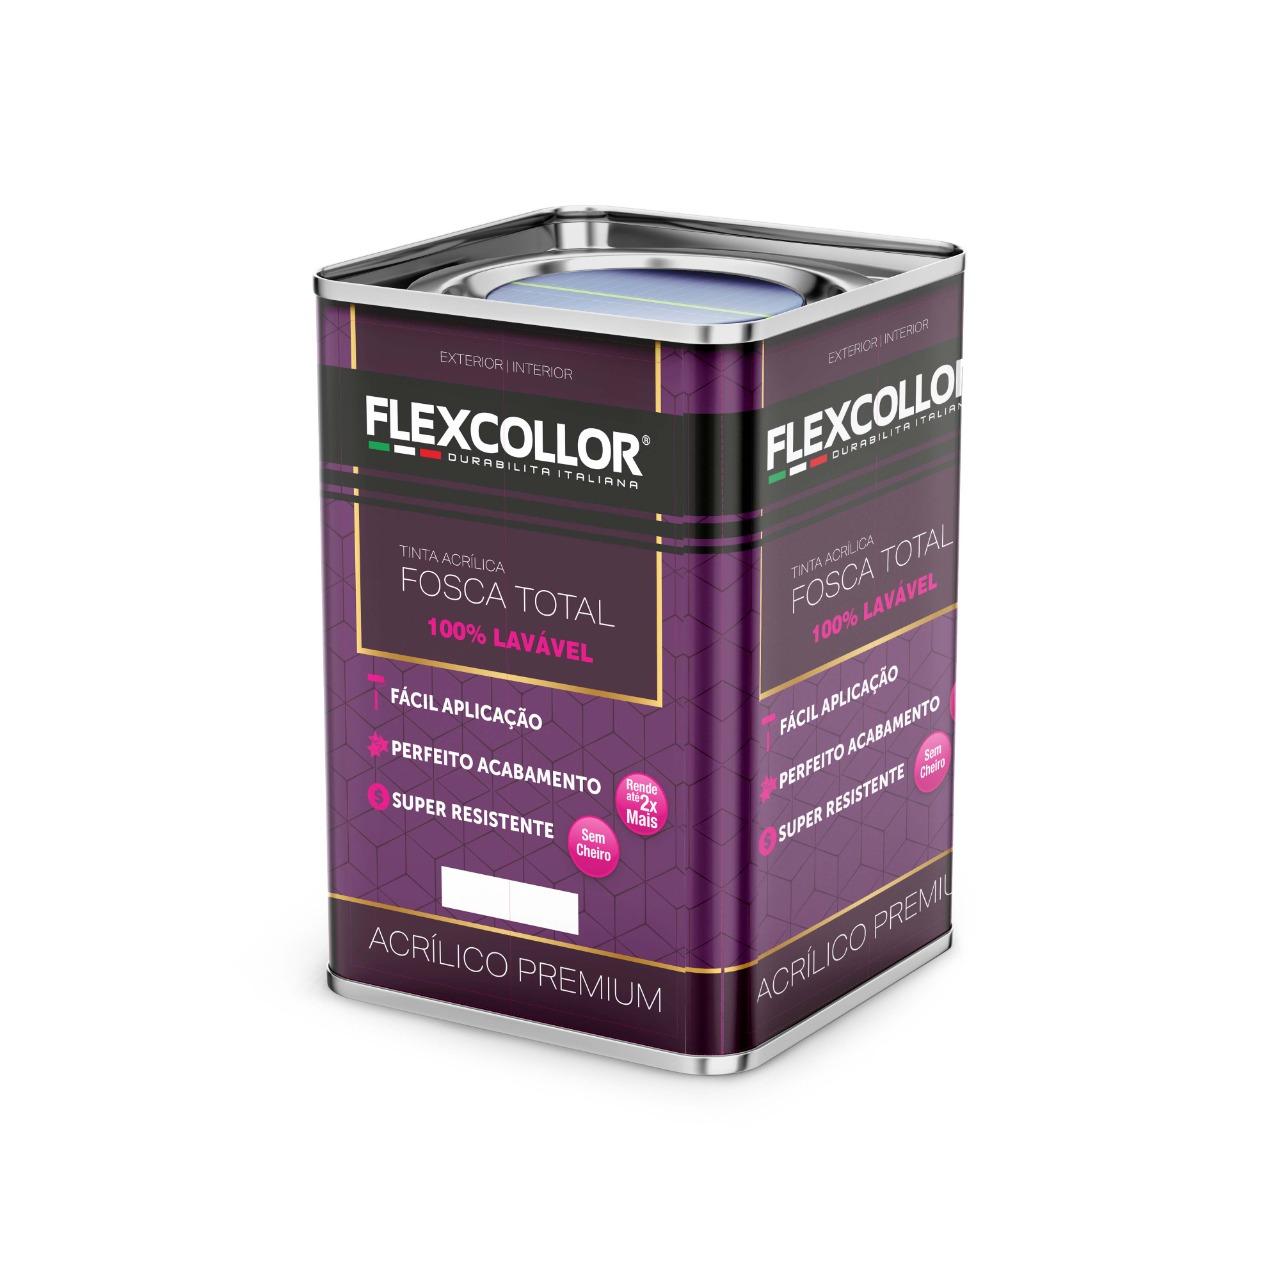 EXTERIOR | INTERIOR
FLEXCOLLOR®
DURABILITA ITALIANA
TINTA ACRÍLICA
FOSCA TOTAL
100% LAVÁVEL
FÁCIL APLICAÇÃO
PERFEITO ACABAMENTO
SUPER RESISTENTE
Rende
até 2x
Mais
Sem
Cheiro
ACRÍLICO PREMIUM
EXTERIOR | INTERIOR
FLEXCOLLOR
DURABILITA ITALIANA
TINTA ACRÍLICA
FOSCA TOTAL
100% LAVÁVEL
FÁCIL APLICAÇÃO
PERFEITO ACABAMENTO
SUPER RESISTENTE
Sem
Cheiro
ACRÍLICO PREMIU